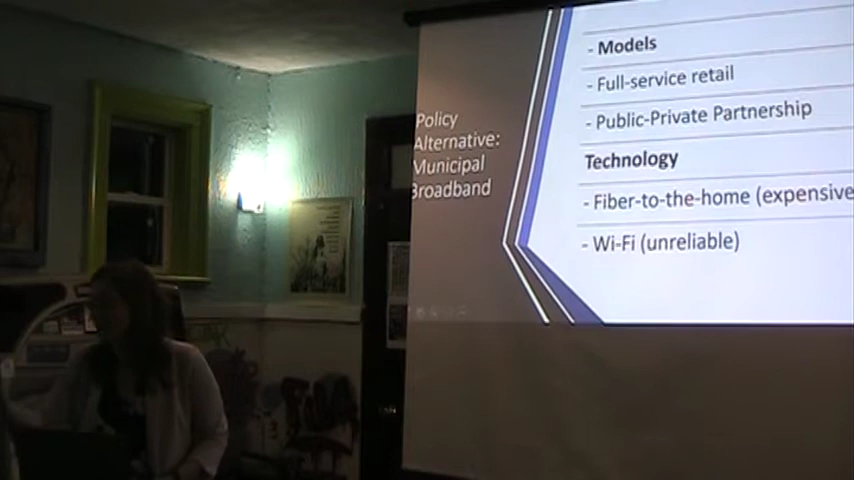 Policy
Alternative:
Municipal
Broadband
- Models
- Full-service retail
- Public-Private Partnership
Technology
- Fiber-to-the-home (expensive
- Wi-Fi (unreliable)